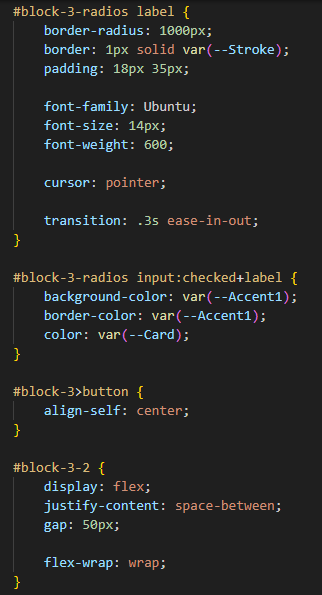 #block-3-radios label {
    border-radius: 1000px;
    border: 1px solid var(--Stroke);
    padding: 18px 35px;

    font-family: Ubuntu;
    font-size: 14px;
    font-weight: 600;

    cursor: pointer;

    transition: .3s ease-in-out;
}

#block-3-radios input:checked+label {
    background-color: var(--Accent1);
    border-color: var(--Accent1);
    color: var(--Card);
}

#block-3>button {
    align-self: center;
}

#block-3-2 {
    display: flex;
    justify-content: space-between;
    gap: 50px;

    flex-wrap: wrap;
}